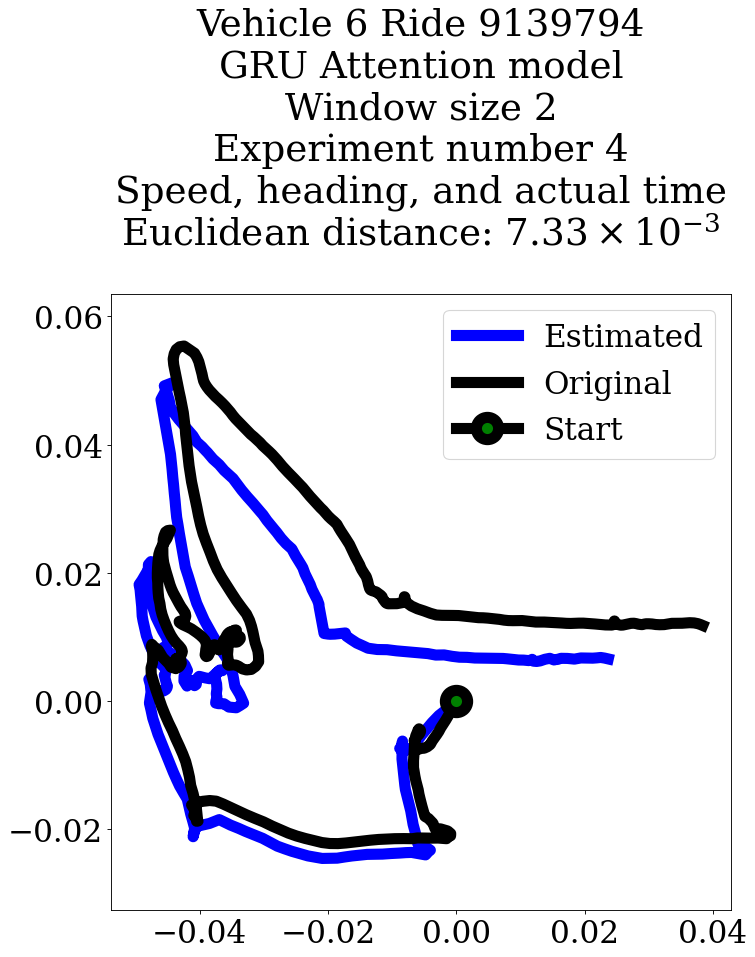 Vehicle 6 Ride 9139794
GRU Attention model
Window size 2
Experiment number 4
Speed, heading, and actual time
Euclidean distance: 7.33 × 10⁻³
Estimated
Original
Start
0.06
0.04
0.02
0.00
−0.02
−0.04
−0.02
0.00
0.02
0.04